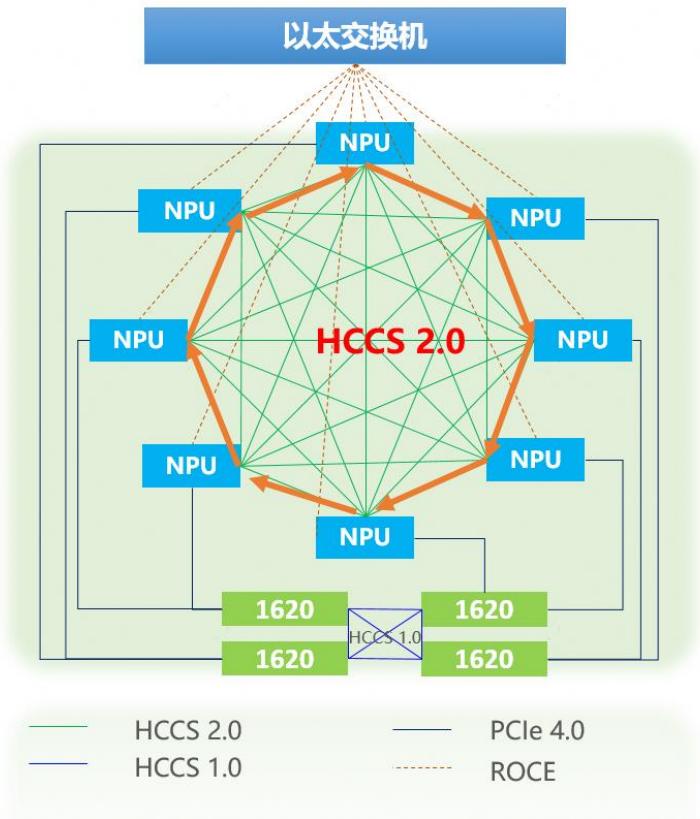 以太交换机
NPU
NPU
NPU
NPU
HCCS 2.0
NPU
NPU
NPU
NPU
1620
1620
HCCS 1.0
1620
1620
HCCS 2.0
PCIe 4.0
HCCS 1.0
ROCE